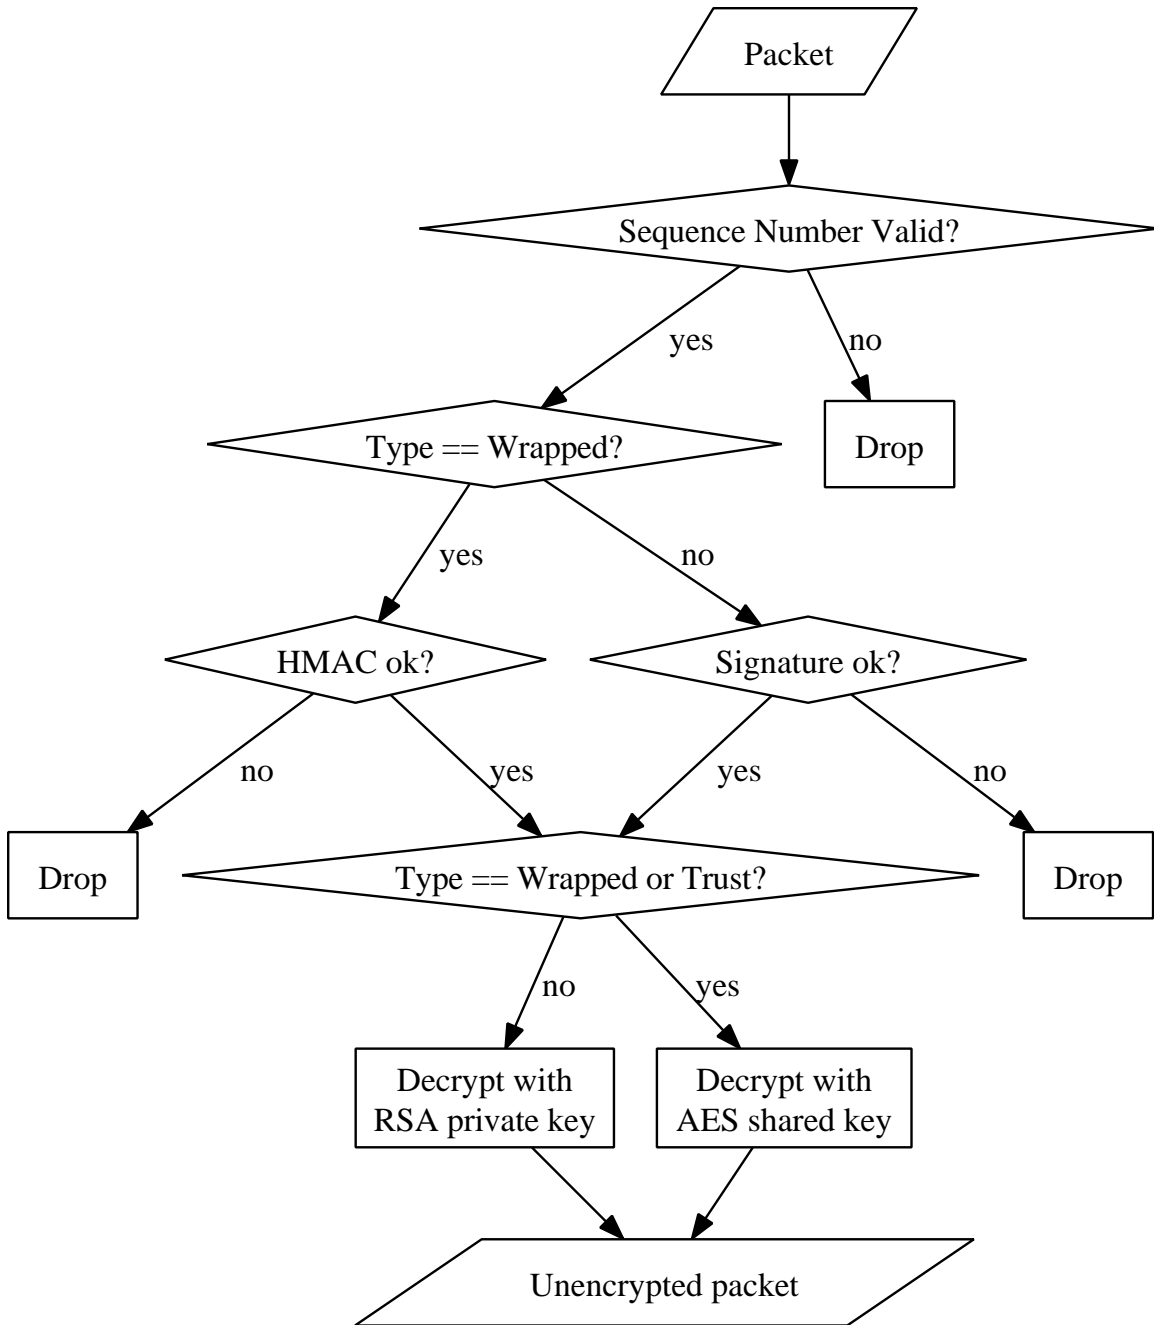 Packet
Sequence Number Valid?
yes
no
Type == Wrapped?
Drop
yes
no
HMAC ok?
Signature ok?
no
yes
yes
no
Drop
Type == Wrapped or Trust?
Drop
no
yes
Decrypt with
RSA private key
Decrypt with
AES shared key
Unencrypted packet